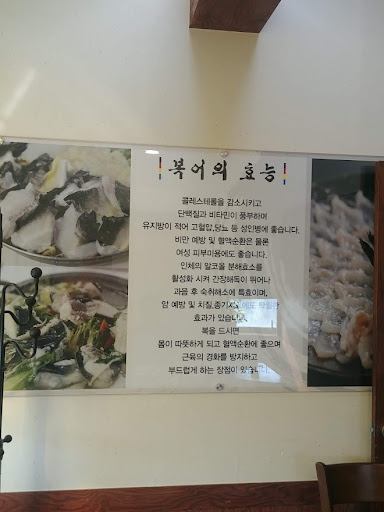 복어의 효능
콜레스테롤을 감소시키고
단백질과 비타민이 풍부하며
유지방이 적어 고혈압,당뇨 등 성인병에 좋습니다.
비만 예방 및 혈액순환은 물론
여성 피부미용에도 좋습니다.
인체의 알코올 분해효소를
활성화 시켜 간장해독이 뛰어나
과음 후 숙취해소에 특효이며,
암 예방 및 치질,종기
효과가 있습니다.
복을 드시면
몸이 따뜻하게 되고 혈액순환에 좋으며
근육의 경화를 방지하고
부드럽게 하는 장점이 있습니다.